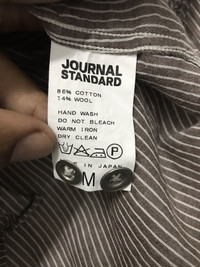 JOURNAL
STANDARD
86% COTTON
14% WOOL
HAND WASH
DO NOT BLEACH
WARM IRON
DRY CLEAN
P
M
IN JAPAN